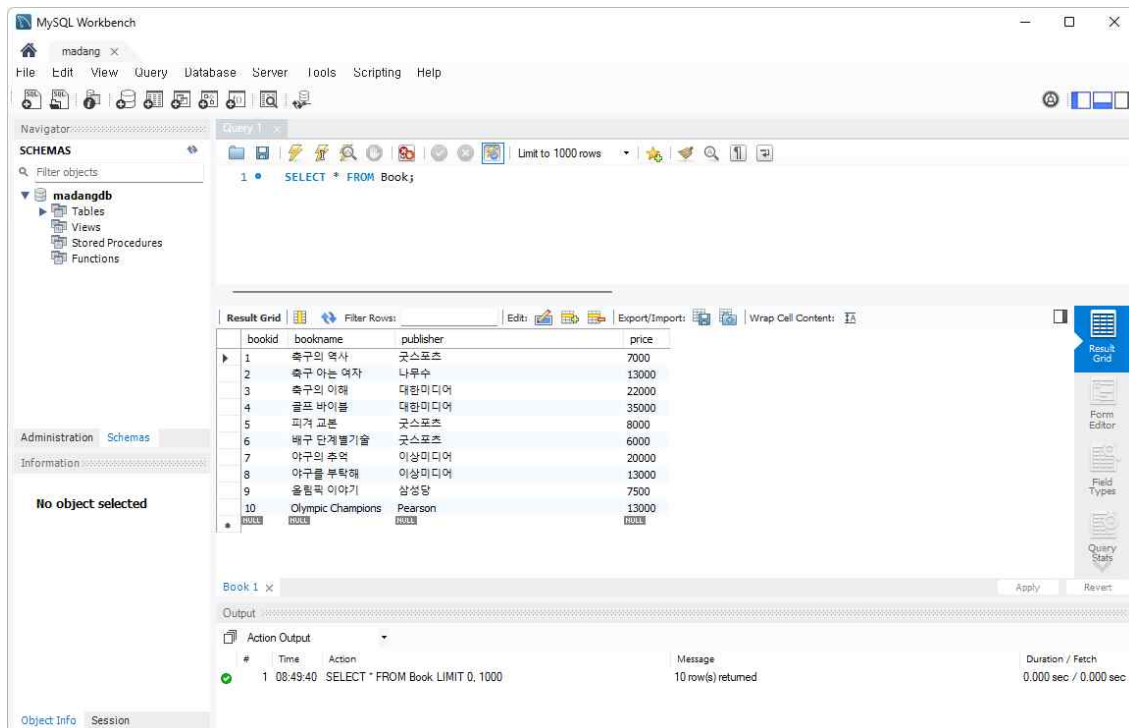 MySQL Workbench
madang
File Edit View Query Database Server Tools Scripting Help
Navigator
SCHEMAS
Filter objects
madangdb
Tables
Views
Stored Procedures
Functions
Administration Schemas
Information
No object selected
Object Info Session
Query 1
Limit to 1000 rows
1 SELECT * FROM Book;
Result Grid Filter Rows: Edit: Export/Import: Wrap Cell Content:
bookid bookname publisher price
1 축구의 역사 굿스포츠 7000
2 축구 아는 여자 나무수 13000
3 축구의 이해 대한미디어 22000
4 골프 바이블 대한미디어 35000
5 피겨 교본 굿스포츠 8000
6 배구 단계별기술 굿스포츠 6000
7 야구의 추억 이상미디어 20000
8 야구를 부탁해 이상미디어 13000
9 올림픽 이야기 삼성당 7500
10 Olympic Champions Pearson 13000
NULL NULL NULL NULL
Result Grid
Form Editor
Field Types
Query Stats
Book 1 Apply Revert
Output
Action Output
# Time Action Message Duration / Fetch
1 08:49:40 SELECT * FROM Book LIMIT 0, 1000 10 row(s) returned 0.000 sec / 0.000 sec